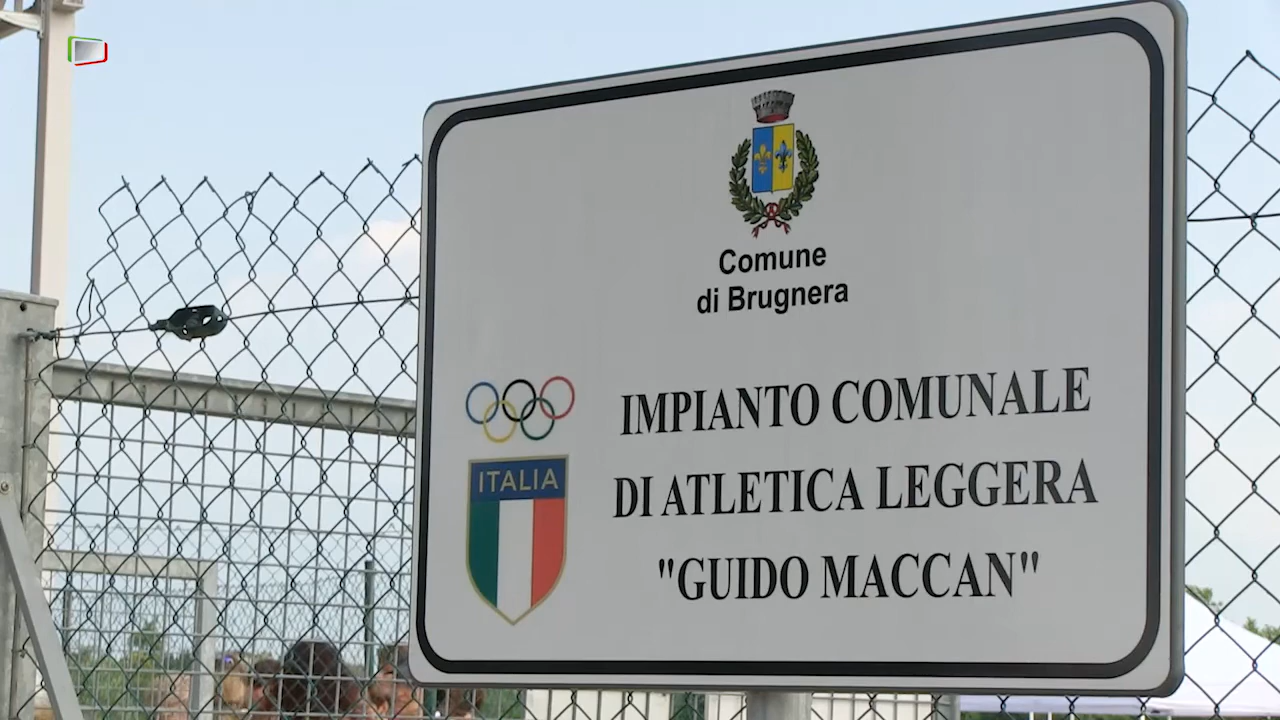 Comune
di Brugnera
IMPIANTO COMUNALE
DI ATLETICA LEGGERA
"GUIDO MACCAN"
ITALIA